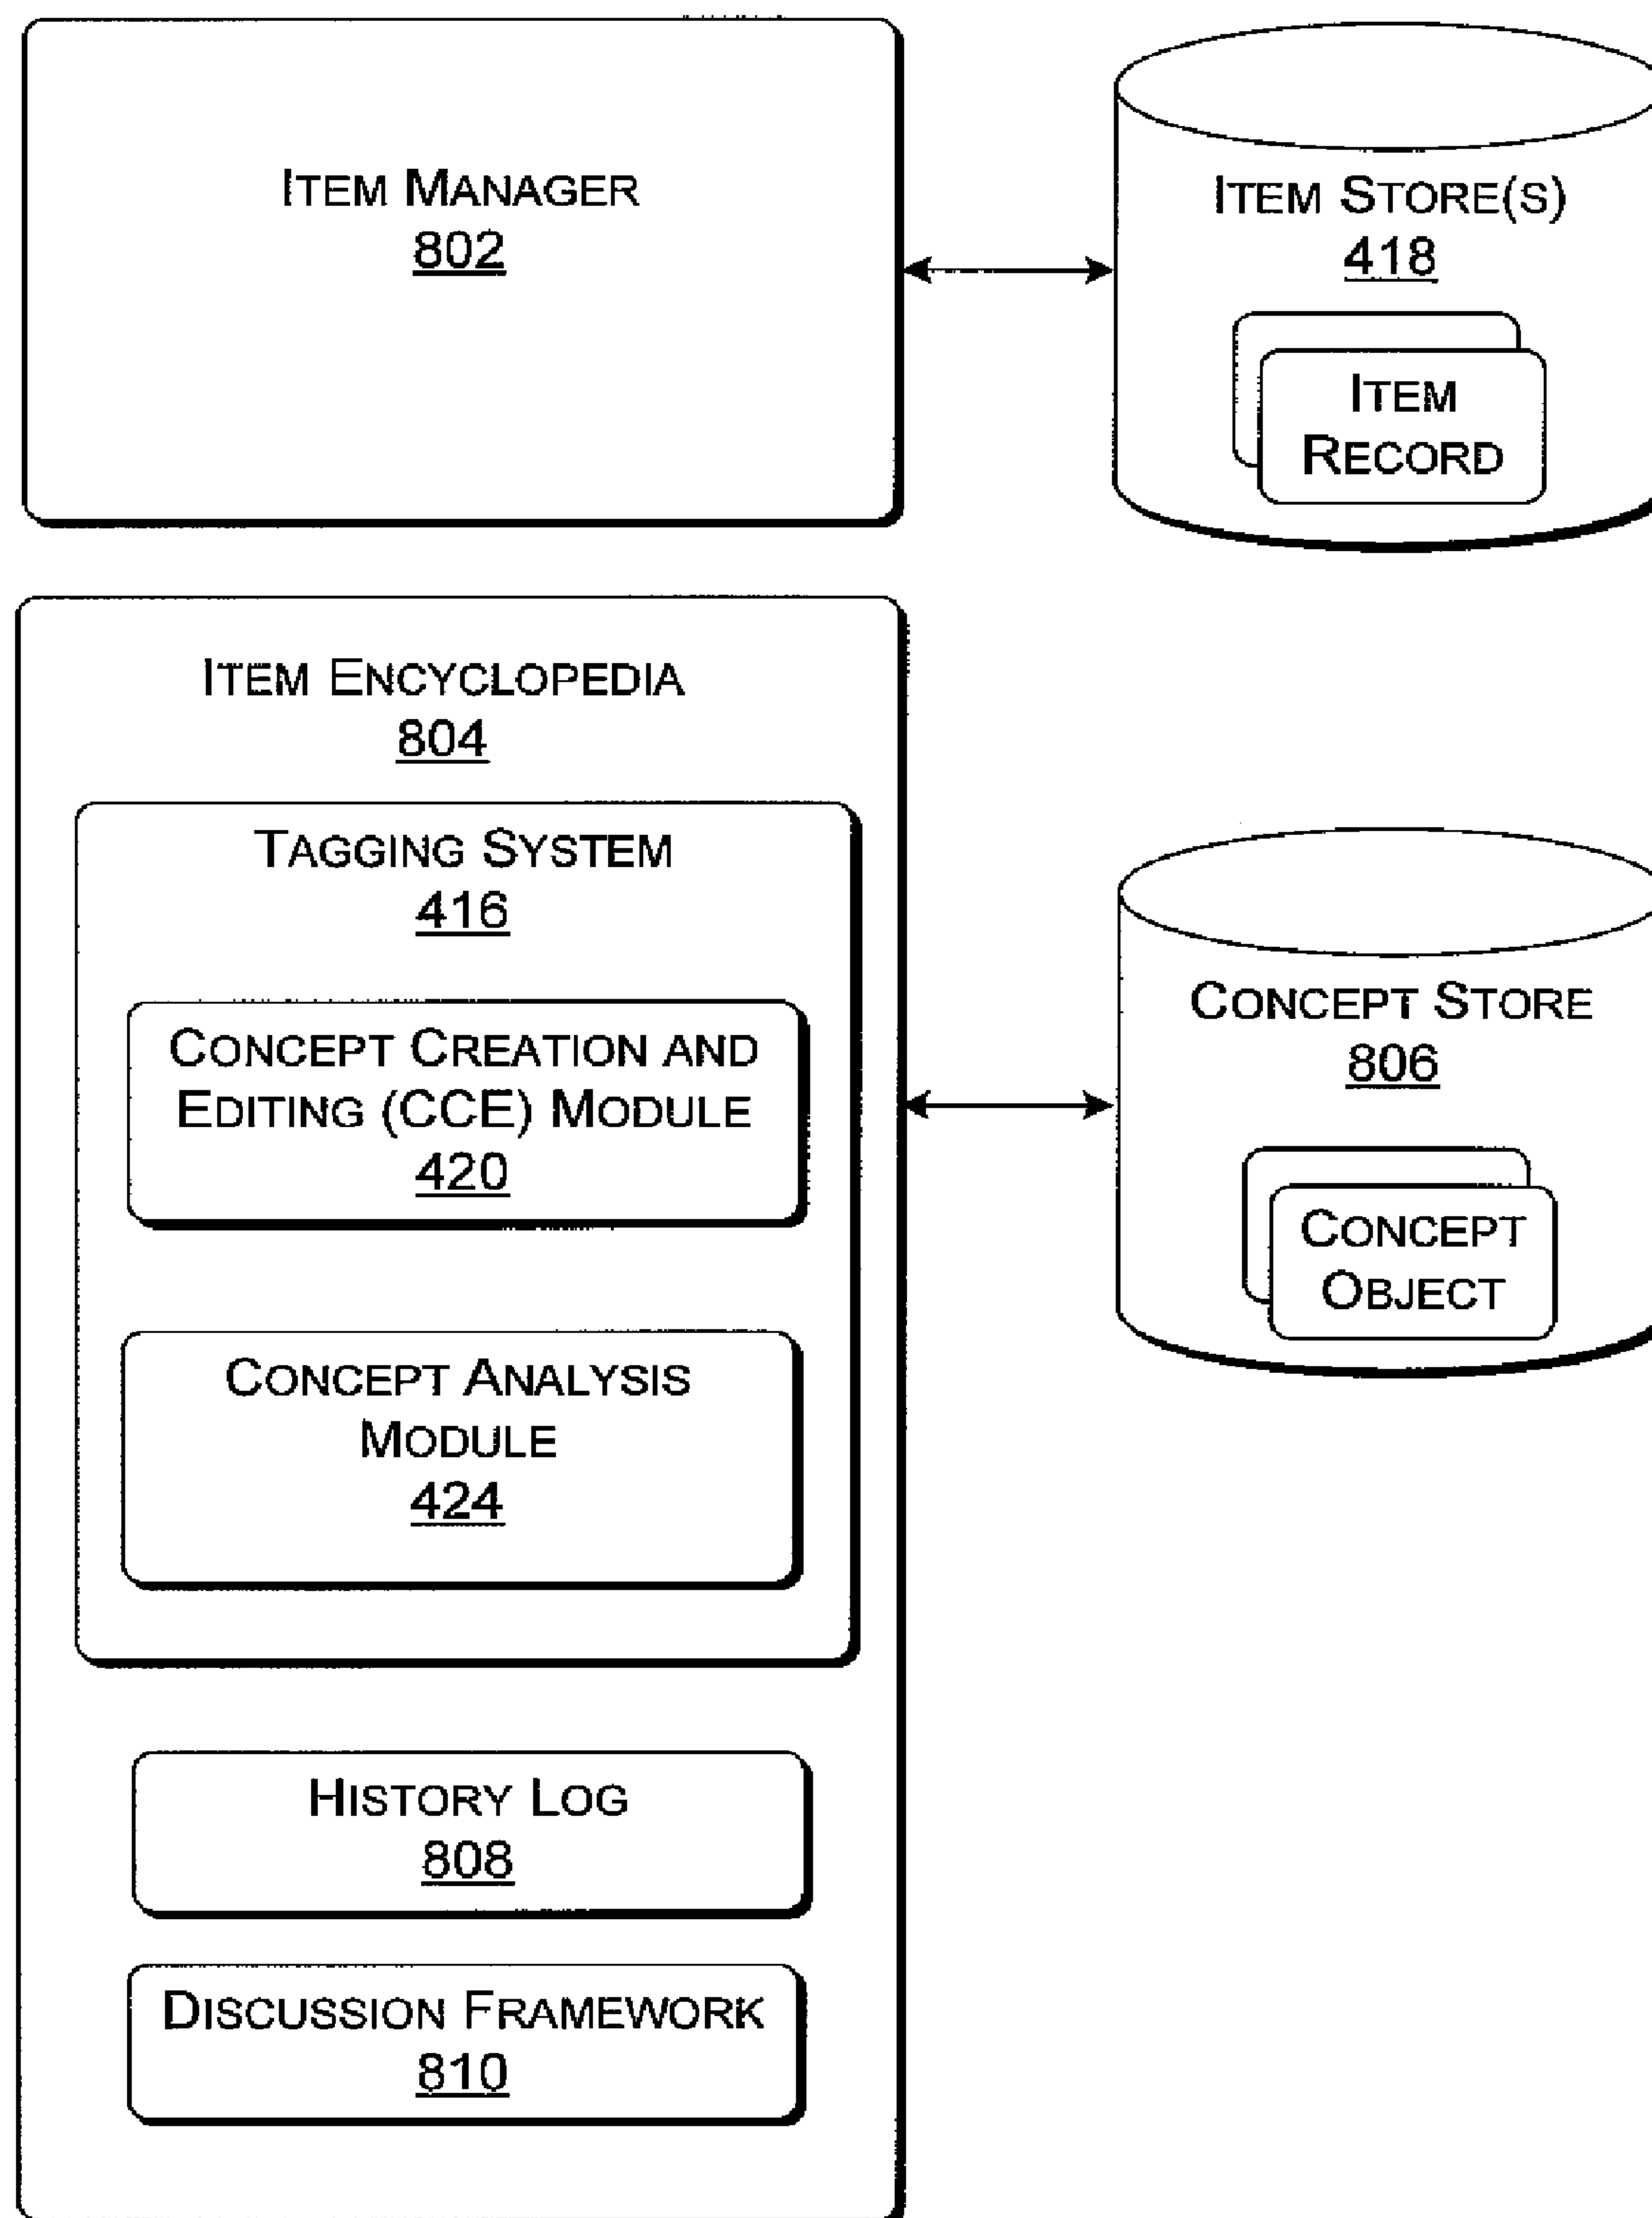 ITEM MANAGER
802
ITEM STORE(S)
418
ITEM
RECORD
ITEM ENCYCLOPEDIA
804
TAGGING SYSTEM
416
CONCEPT CREATION AND
EDITING (CCE) MODULE
420
CONCEPT ANALYSIS
MODULE
424
HISTORY LOG
808
DISCUSSION FRAMEWORK
810
CONCEPT STORE
806
CONCEPT
OBJECT